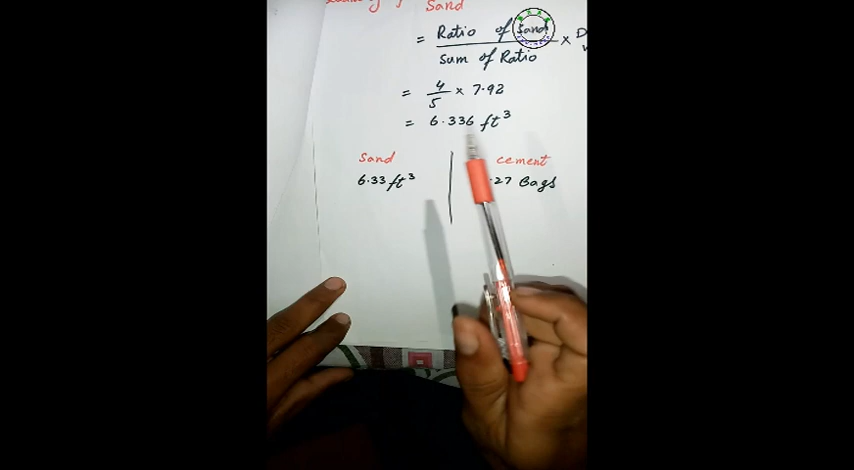 Sand
= Ratio of Sand × D
Sum of Ratio
= 4/5 × 7.92
= 6.336 ft³
Sand cement
6.33 ft³ .27 Bags